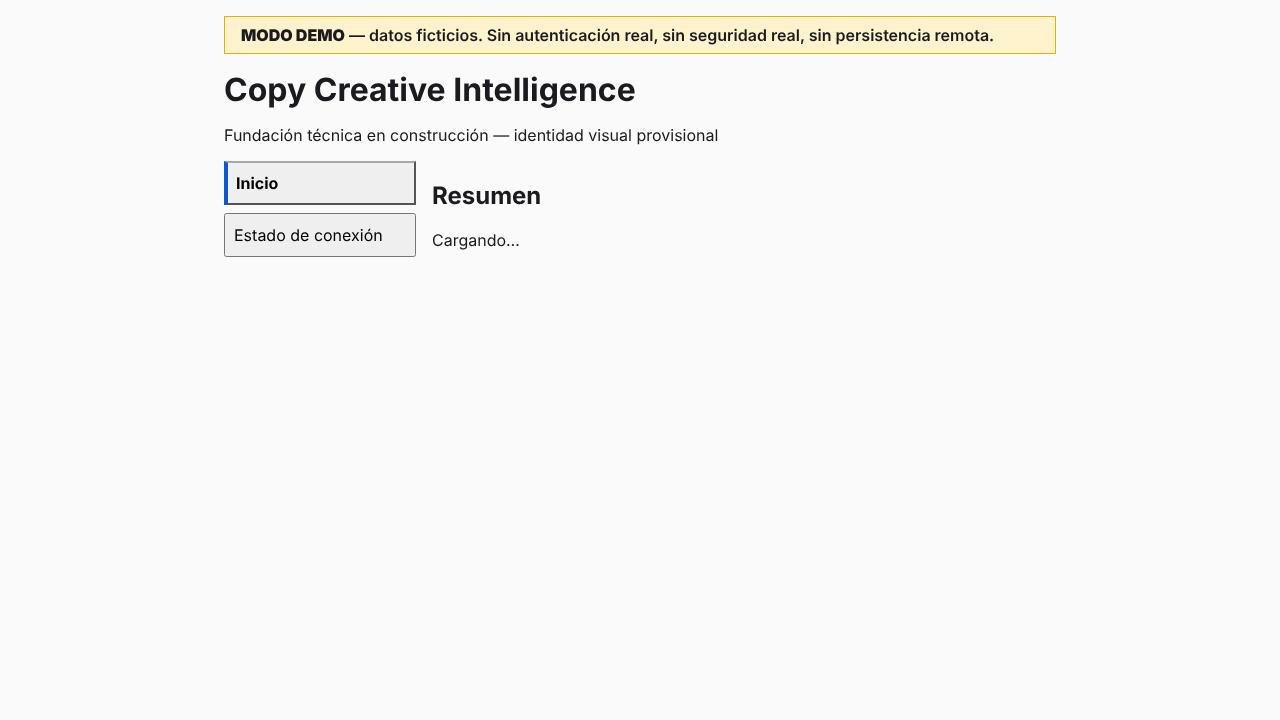 MODO DEMO — datos ficticios. Sin autenticación real, sin seguridad real, sin persistencia remota.
Copy Creative Intelligence
Fundación técnica en construcción — identidad visual provisional
Inicio
Estado de conexión
Resumen
Cargando…